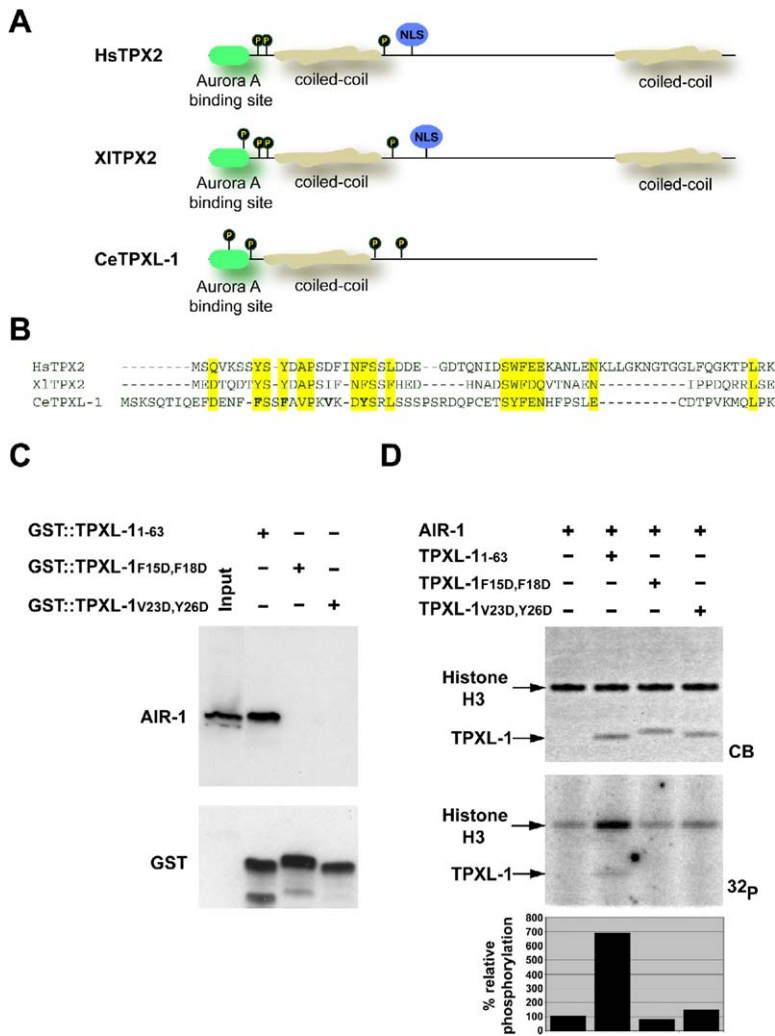 A
HsTPX2
P P P NLS
Aurora A
binding site
coiled-coil
coiled-coil
XlTPX2
P P P P NLS
Aurora A
binding site
coiled-coil
coiled-coil
CeTPXL-1
P P P P
Aurora A
binding site
coiled-coil
B
HsTPX2 --------MSQVKSSYSYDAPSDFINFSSLDDE--GDTQNIDSWFEEKANLENKLLGKNGTGGLFQGKTPLRK
XlTPX2 --------MEDTQDTYSYDAPSIF-NFSSFHED---HNADSWFDQVTNAEN---------IPPDQRRLSE
CeTPXL-1 MSKSQTIQEFDENF-FSSFAVPKVK-DYSRLSSSPSRDQPCETSYFENHFPSLE---------CDTPVKMQLPK
C
GST::TPXL-11-63 + – –
GST::TPXL-1F15D,F18D – + –
GST::TPXL-1V23D,Y26D – – +
Input
AIR-1
GST
D
AIR-1 + + + +
TPXL-11-63 – + – –
TPXL-1F15D,F18D – – + –
TPXL-1V23D,Y26D – – – +
Histone
H3
TPXL-1
CB
Histone
H3
TPXL-1
32P
% relative
phosphorylation
800
700
600
500
400
300
200
100
0